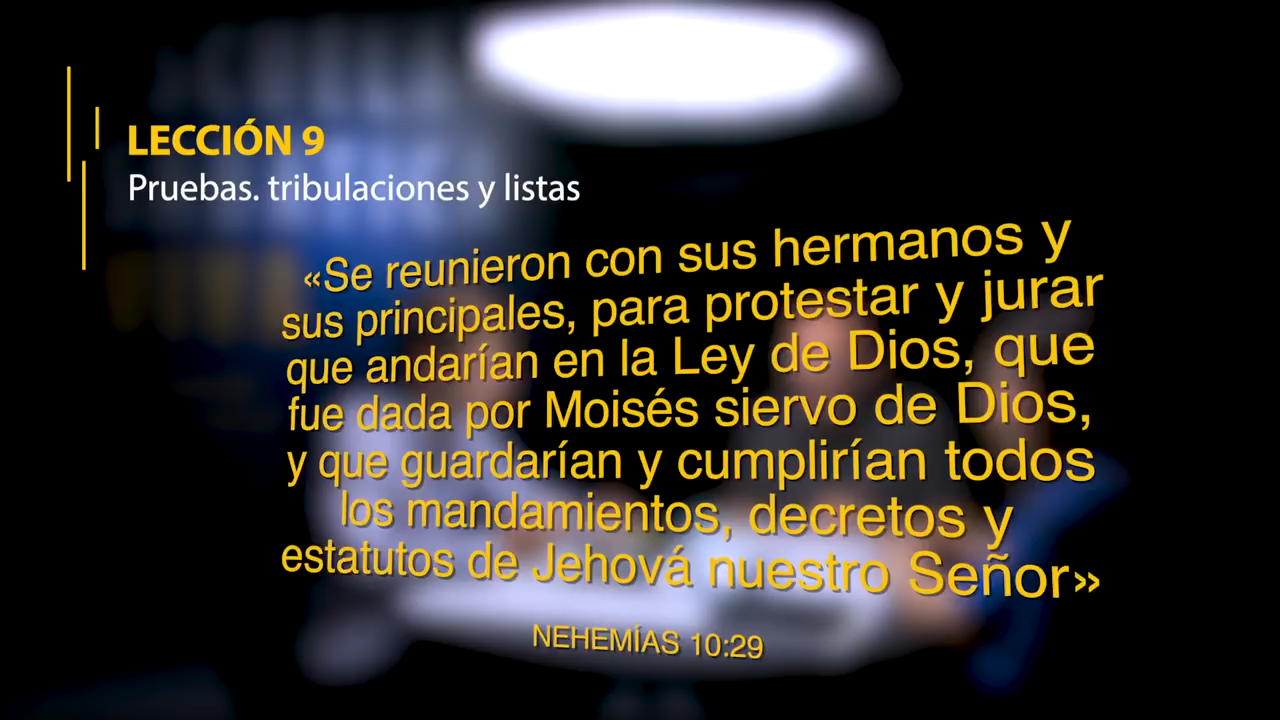 LECCIÓN 9
Pruebas. tribulaciones y listas
«Se reunieron con sus hermanos y
sus principales, para protestar y jurar
que andarían en la Ley de Dios, que
fue dada por Moisés siervo de Dios,
y que guardarían y cumplirían todos
los mandamientos, decretos y
estatutos de Jehová nuestro Señor»
NEHEMÍAS 10:29